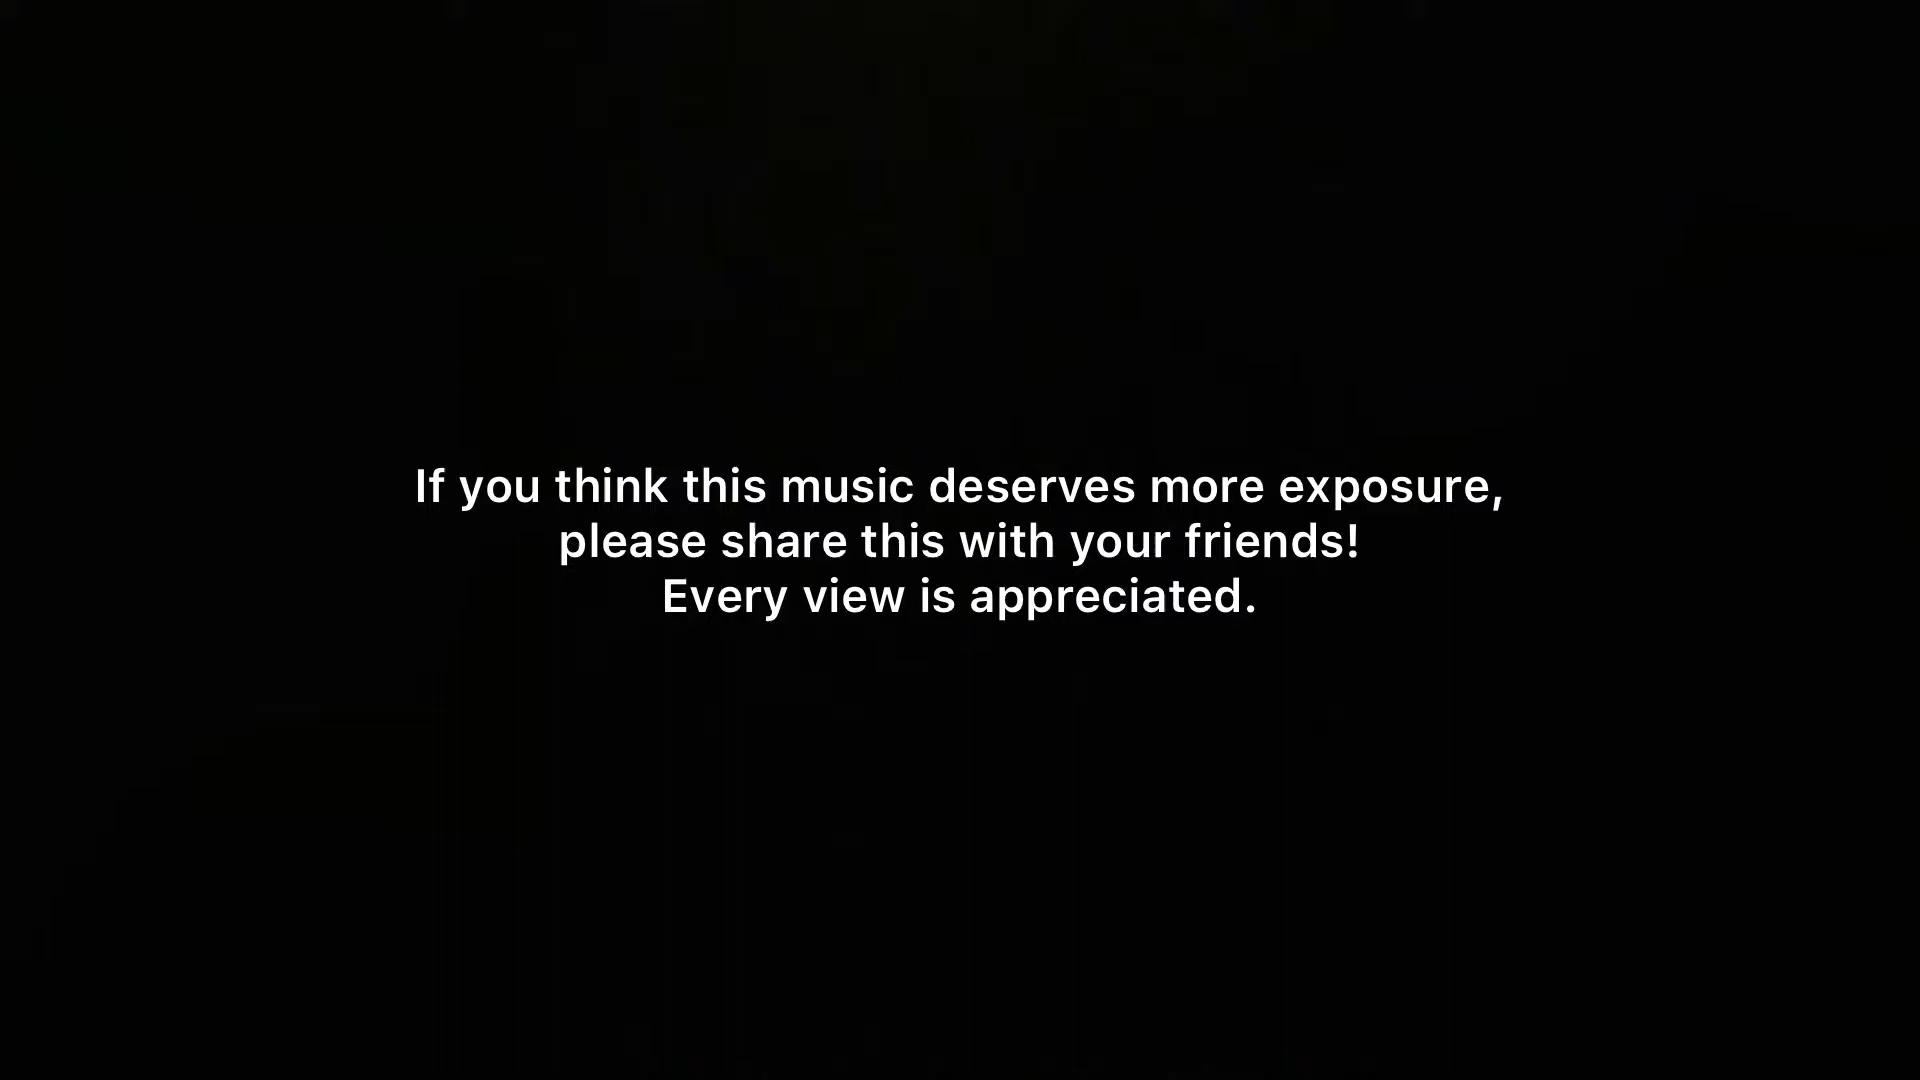 If you think this music deserves more exposure,
please share this with your friends!
Every view is appreciated.